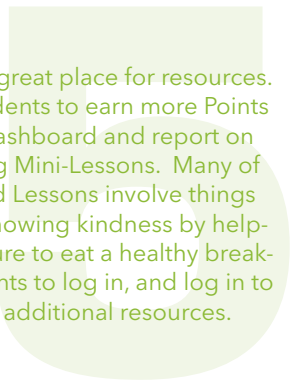 great place for resources.
dents to earn more Points
ashboard and report on
g Mini-Lessons.  Many of
d Lessons involve things
howing kindness by help-
ure to eat a healthy break-
nts to log in, and log in to
additional resources.
5